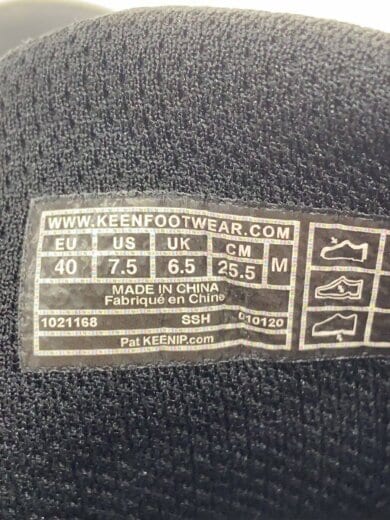 WWW.KEENFOOTWEAR.COM
EU US UK CM M
40 7.5 6.5 25.5
MADE IN CHINA
Fabriqué en Chine
1021168 SSH 010120
Pat KEENIP.com